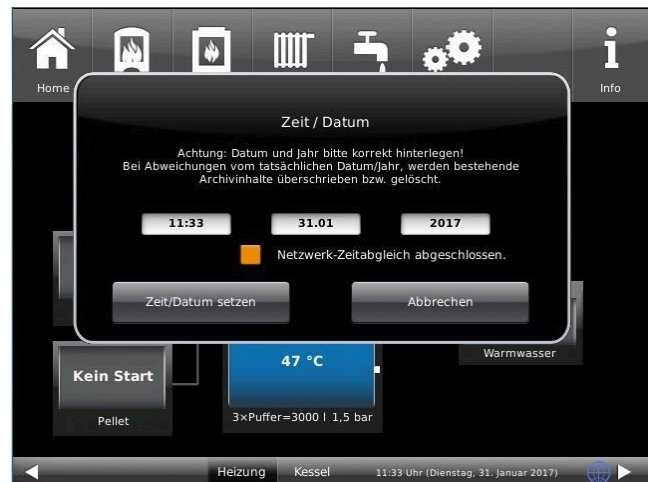 Home
Info
Zeit / Datum
Achtung: Datum und Jahr bitte korrekt hinterlegen!
Bei Abweichungen vom tatsächlichen Datum/Jahr, werden bestehende
Archivinhalte überschrieben bzw. gelöscht.
11:33 31.01 2017
Netzwerk-Zeitabgleich abgeschlossen.
Zeit/Datum setzen Abbrechen
Warmwasser
Kein Start
47 °C
Pellet
3×Puffer=3000 l 1,5 bar
Heizung Kessel 11:33 Uhr (Dienstag, 31. Januar 2017)